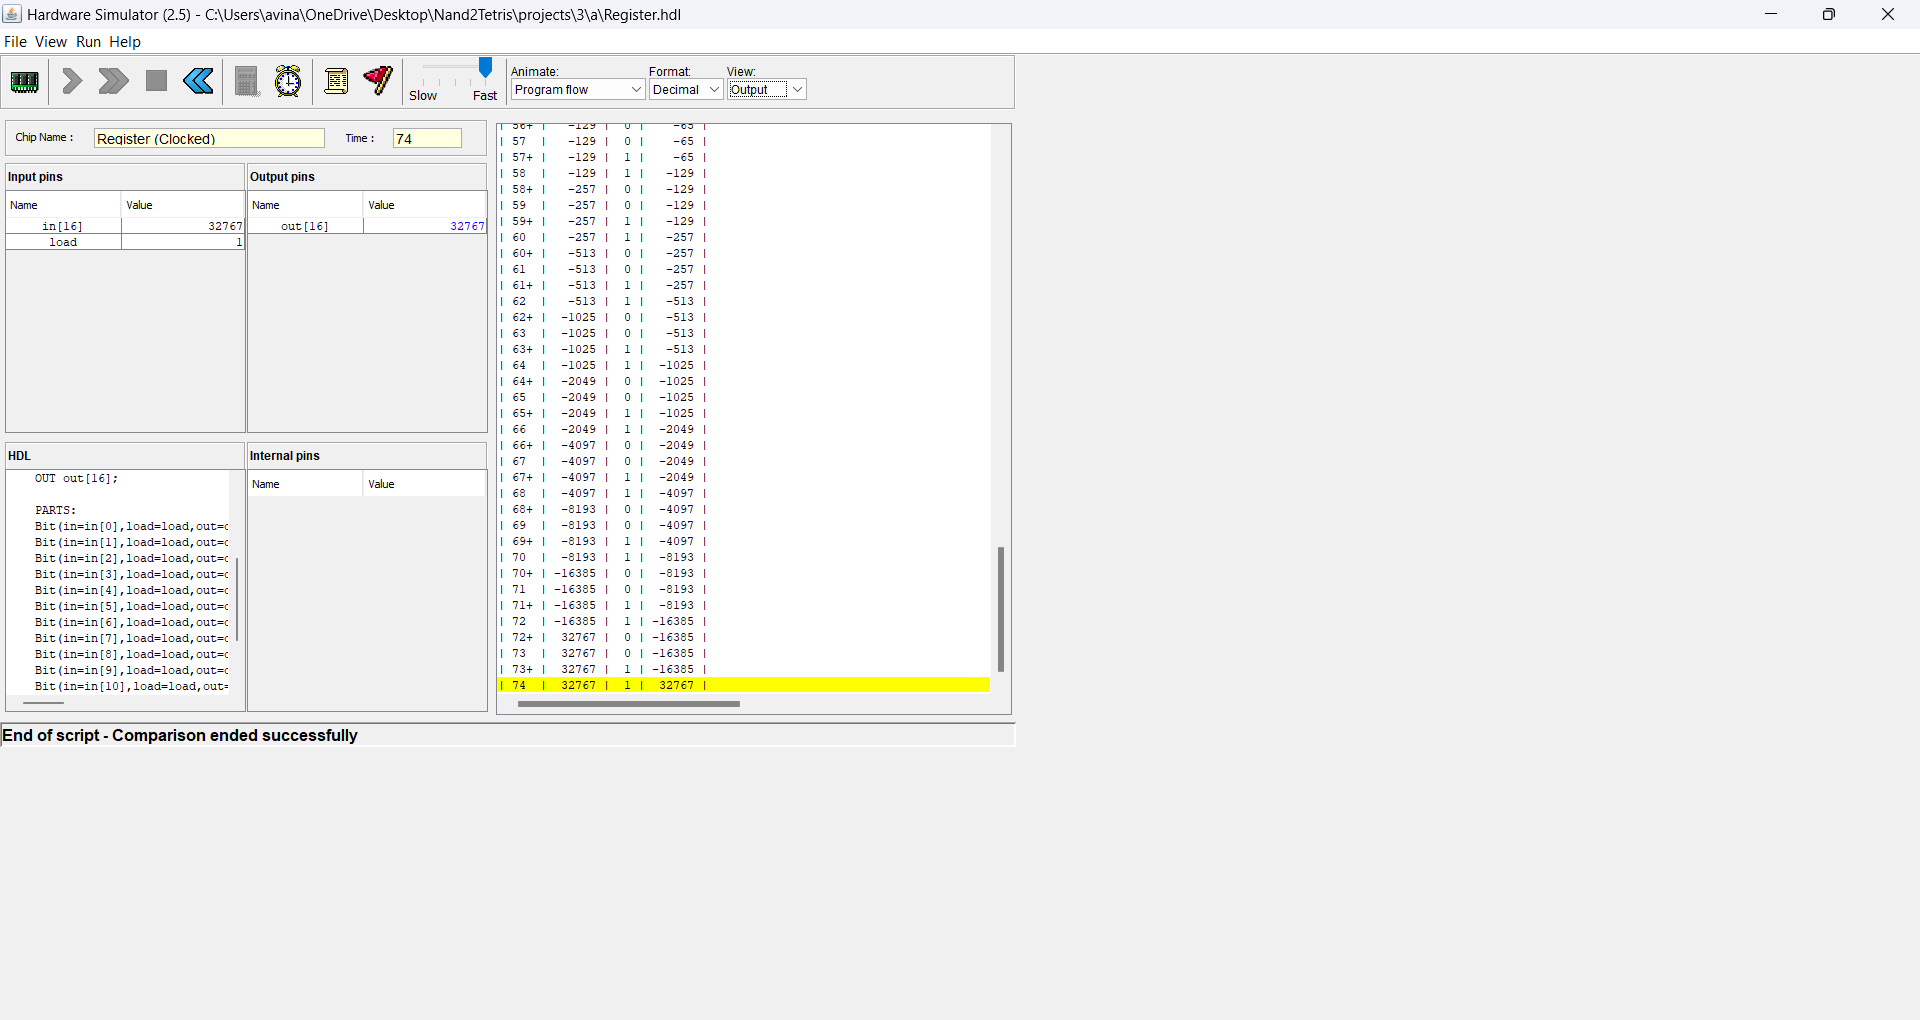 Hardware Simulator (2.5) - C:\Users\avina\OneDrive\Desktop\Nand2Tetris\projects\3\a\Register.hdl
File View Run Help
Slow Fast
Animate: Format: View:
Program flow Decimal Output
Chip Name : Register (Clocked) Time : 74
Input pins
Name Value
in[16] 32767
load 1
Output pins
Name Value
out[16] 32767
HDL
OUT out[16];
PARTS:
Bit(in=in[0],load=load,out=
Bit(in=in[1],load=load,out=
Bit(in=in[2],load=load,out=
Bit(in=in[3],load=load,out=
Bit(in=in[4],load=load,out=
Bit(in=in[5],load=load,out=
Bit(in=in[6],load=load,out=
Bit(in=in[7],load=load,out=
Bit(in=in[8],load=load,out=
Bit(in=in[9],load=load,out=
Bit(in=in[10],load=load,out=
Internal pins
Name Value
| 56+ | -129 | 0 | -65 |
| 57 | -129 | 0 | -65 |
| 57+ | -129 | 1 | -65 |
| 58 | -129 | 1 | -129 |
| 58+ | -257 | 0 | -129 |
| 59 | -257 | 0 | -129 |
| 59+ | -257 | 1 | -129 |
| 60 | -257 | 1 | -257 |
| 60+ | -513 | 0 | -257 |
| 61 | -513 | 0 | -257 |
| 61+ | -513 | 1 | -257 |
| 62 | -513 | 1 | -513 |
| 62+ | -1025 | 0 | -513 |
| 63 | -1025 | 0 | -513 |
| 63+ | -1025 | 1 | -513 |
| 64 | -1025 | 1 | -1025 |
| 64+ | -2049 | 0 | -1025 |
| 65 | -2049 | 0 | -1025 |
| 65+ | -2049 | 1 | -1025 |
| 66 | -2049 | 1 | -2049 |
| 66+ | -4097 | 0 | -2049 |
| 67 | -4097 | 0 | -2049 |
| 67+ | -4097 | 1 | -2049 |
| 68 | -4097 | 1 | -4097 |
| 68+ | -8193 | 0 | -4097 |
| 69 | -8193 | 0 | -4097 |
| 69+ | -8193 | 1 | -4097 |
| 70 | -8193 | 1 | -8193 |
| 70+ | -16385 | 0 | -8193 |
| 71 | -16385 | 0 | -8193 |
| 71+ | -16385 | 1 | -8193 |
| 72 | -16385 | 1 | -16385 |
| 72+ | 32767 | 0 | -16385 |
| 73 | 32767 | 0 | -16385 |
| 73+ | 32767 | 1 | -16385 |
| 74 | 32767 | 1 | 32767 |
End of script - Comparison ended successfully